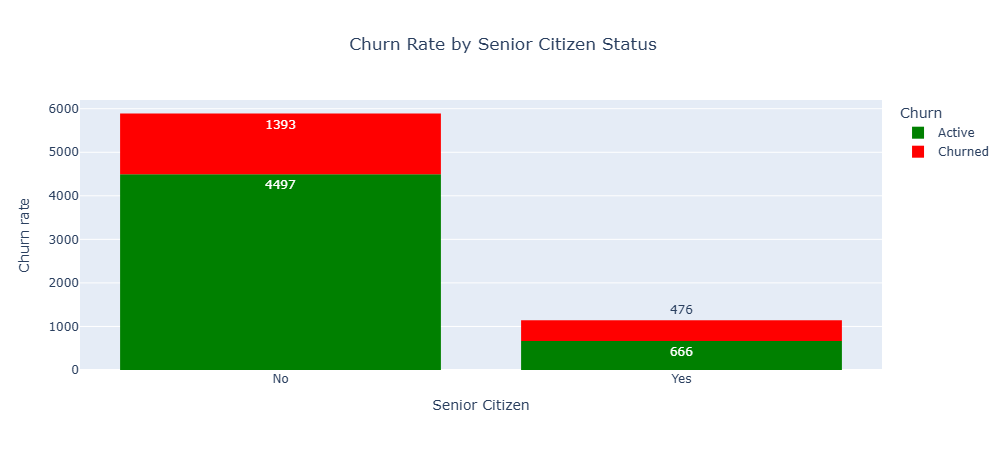 Churn Rate by Senior Citizen Status
Churn
Active
Churned
Churn rate
6000
5000
4000
3000
2000
1000
0
1393
4497
476
666
No
Yes
Senior Citizen